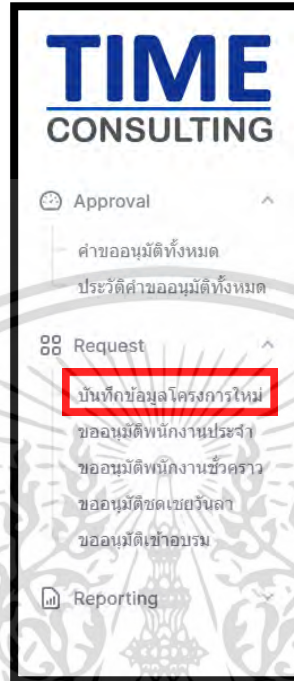 TIME
CONSULTING
Approval
คำขออนุมัติทั้งหมด
ประวัติคำขออนุมัติทั้งหมด
Request
บันทึกข้อมูลโครงการใหม่
ขออนุมัติพนักงานประจำ
ขออนุมัติพนักงานชั่วคราว
ขออนุมัติชดเชยวันลา
ขออนุมัติเข้าอบรม
Reporting